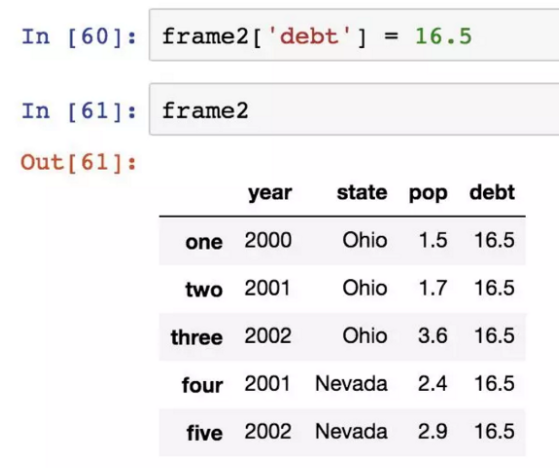 In [60]: frame2['debt'] = 16.5
In [61]: frame2
Out[61]:
year state pop debt
one 2000 Ohio 1.5 16.5
two 2001 Ohio 1.7 16.5
three 2002 Ohio 3.6 16.5
four 2001 Nevada 2.4 16.5
five 2002 Nevada 2.9 16.5